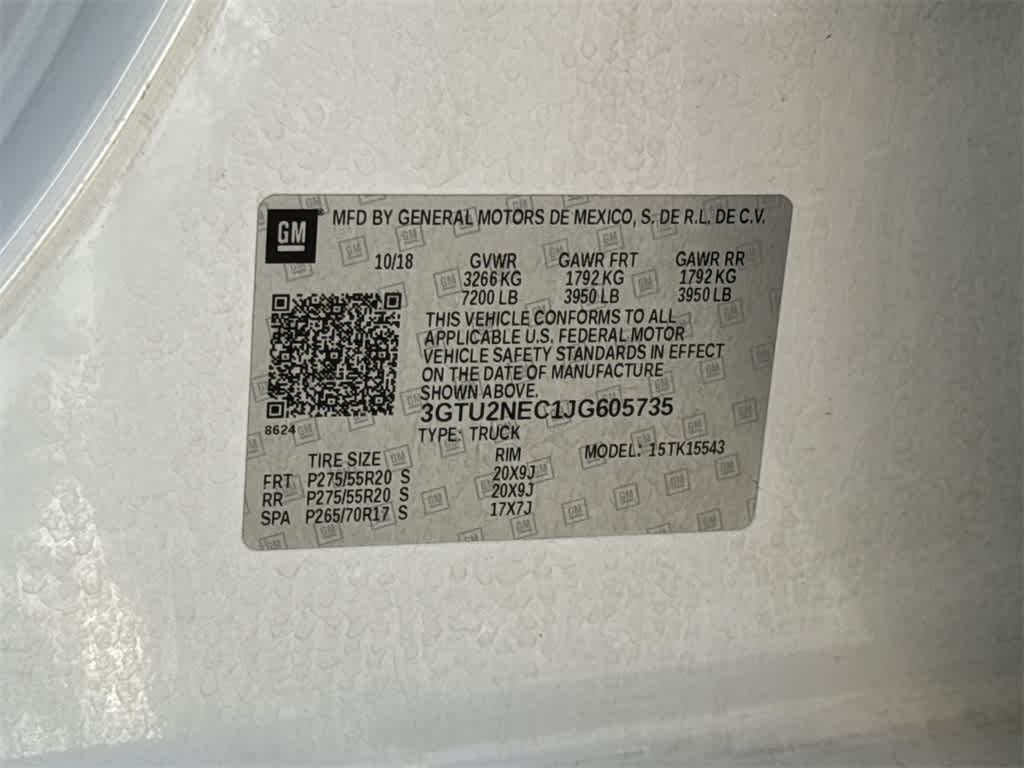 GM MFD BY GENERAL MOTORS DE MEXICO, S. DE R.L. DE C.V.
10/18 GVWR GAWR FRT GAWR RR
3266 KG 1792 KG 1792 KG
7200 LB 3950 LB 3950 LB
THIS VEHICLE CONFORMS TO ALL
APPLICABLE U.S. FEDERAL MOTOR
VEHICLE SAFETY STANDARDS IN EFFECT
ON THE DATE OF MANUFACTURE
SHOWN ABOVE.
3GTU2NEC1JG605735
8624 TYPE: TRUCK MODEL: 15TK15543
TIRE SIZE RIM
FRT P275/55R20 S 20X9J
RR P275/55R20 S 20X9J
SPA P265/70R17 S 17X7J